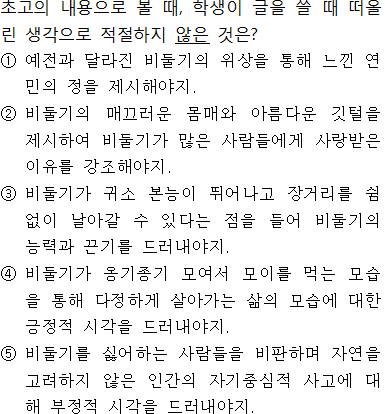 초고의 내용으로 볼 때, 학생이 글을 쓸 때 떠올
린 생각으로 적절하지 않은 것은?
① 예전과 달라진 비둘기의 위상을 통해 느낀 연
민의 정을 제시해야지.
② 비둘기의 매끄러운 몸매와 아름다운 깃털을
제시하여 비둘기가 많은 사람들에게 사랑받은
이유를 강조해야지.
③ 비둘기가 귀소 본능이 뛰어나고 장거리를 쉼
없이 날아갈 수 있다는 점을 들어 비둘기의
능력과 끈기를 드러내야지.
④ 비둘기가 옹기종기 모여서 모이를 먹는 모습
을 통해 다정하게 살아가는 삶의 모습에 대한
긍정적 시각을 드러내야지.
⑤ 비둘기를 싫어하는 사람들을 비판하며 자연을
고려하지 않은 인간의 자기중심적 사고에 대
해 부정적 시각을 드러내야지.